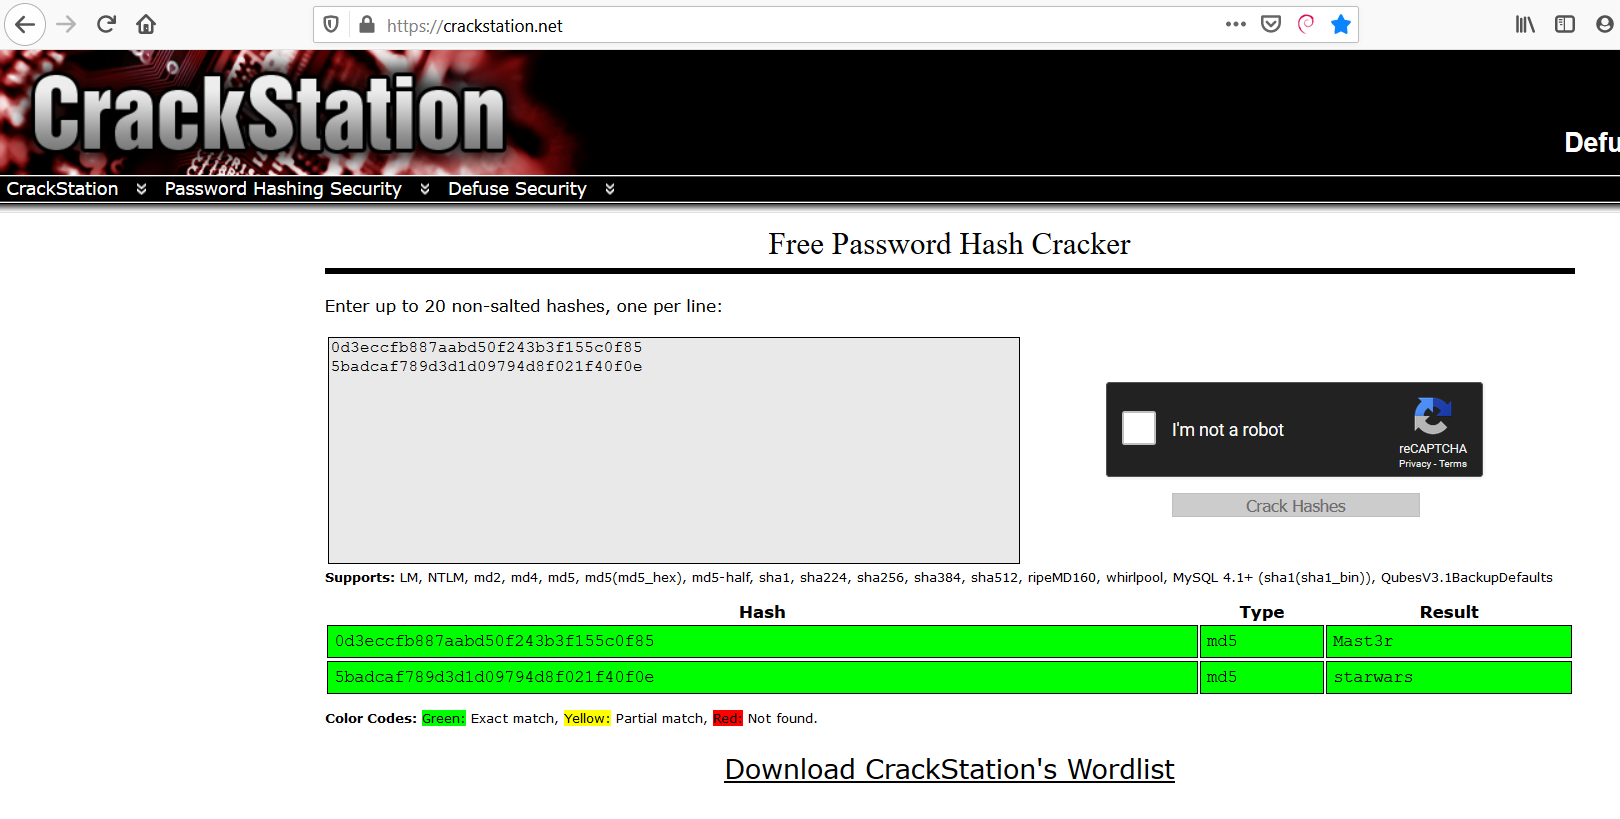 https://crackstation.net
CrackStation
Defu
CrackStation Password Hashing Security Defuse Security
Free Password Hash Cracker
Enter up to 20 non-salted hashes, one per line:
0d3eccfb887aabd50f243b3f155c0f85
5badcaf789d3d1d09794d8f021f40f0e
I'm not a robot
reCAPTCHA
Privacy - Terms
Crack Hashes
Supports: LM, NTLM, md2, md4, md5, md5(md5_hex), md5-half, sha1, sha224, sha256, sha384, sha512, ripeMD160, whirlpool, MySQL 4.1+ (sha1(sha1_bin)), QubesV3.1BackupDefaults
Hash Type Result
0d3eccfb887aabd50f243b3f155c0f85 md5 Mast3r
5badcaf789d3d1d09794d8f021f40f0e md5 starwars
Color Codes: Green: Exact match, Yellow: Partial match, Red: Not found.
Download CrackStation's Wordlist